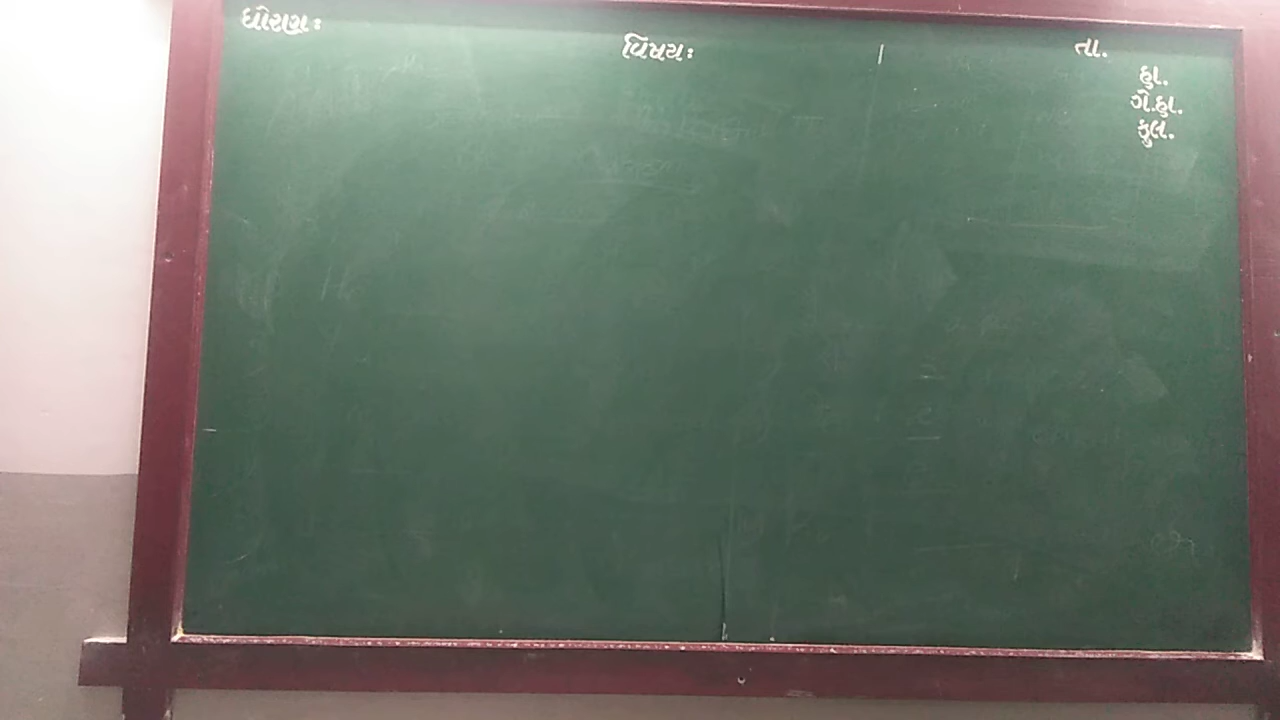 ધોરણ:
વિષય:
તા.
હા.
ગે.હા.
કુલ.